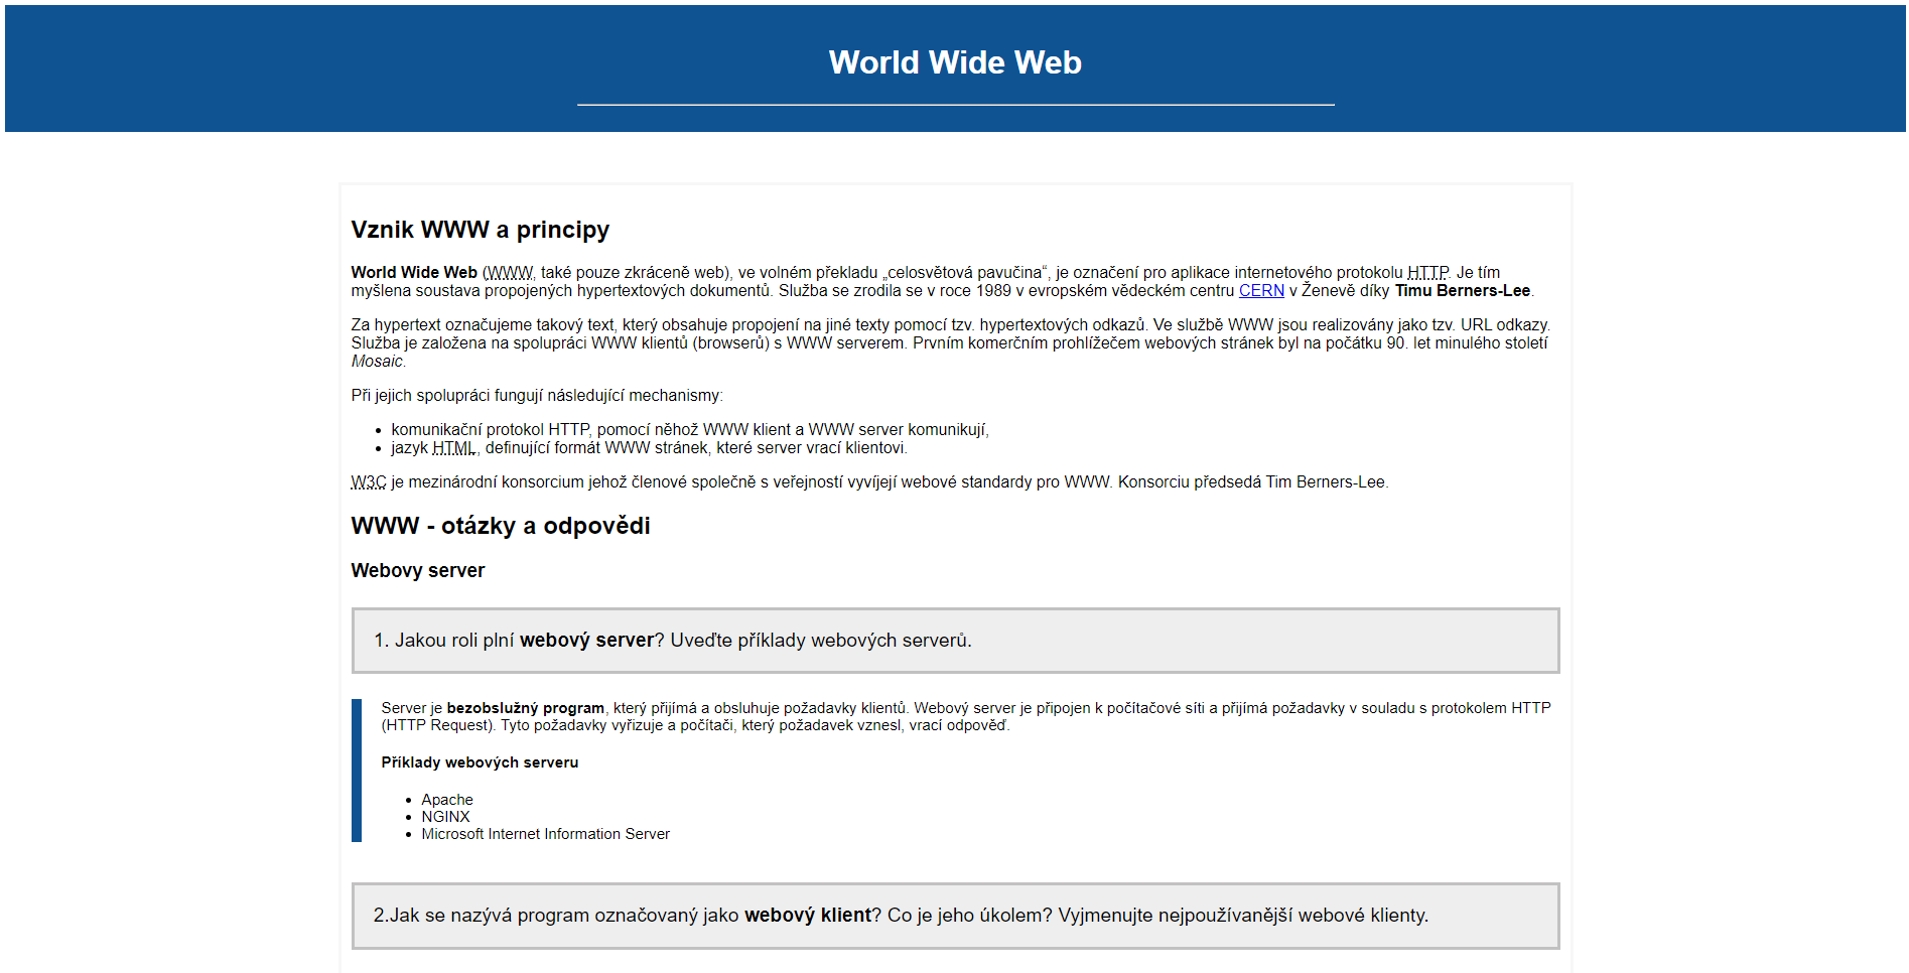 World Wide Web
Vznik WWW a principy
World Wide Web (WWW, také pouze zkráceně web), ve volném překladu „celosvětová pavučina“, je označení pro aplikace internetového protokolu HTTP. Je tím
myšlena soustava propojených hypertextových dokumentů. Služba se zrodila se v roce 1989 v evropském vědeckém centru CERN v Ženevě díky Timu Berners-Lee.
Za hypertext označujeme takový text, který obsahuje propojení na jiné texty pomocí tzv. hypertextových odkazů. Ve službě WWW jsou realizovány jako tzv. URL odkazy.
Služba je založena na spolupráci WWW klientů (browserů) s WWW serverem. Prvním komerčním prohlížečem webových stránek byl na počátku 90. let minulého století
Mosaic.
Při jejich spolupráci fungují následující mechanismy:
• komunikační protokol HTTP, pomocí něhož WWW klient a WWW server komunikují,
• jazyk HTML, definující formát WWW stránek, které server vrací klientovi.
W3C je mezinárodní konsorcium jehož členové společně s veřejností vyvíjejí webové standardy pro WWW. Konsorciu předsedá Tim Berners-Lee.
WWW - otázky a odpovědi
Webovy server
1. Jakou roli plní webový server? Uveďte příklady webových serverů.
Server je bezobslužný program, který přijímá a obsluhuje požadavky klientů. Webový server je připojen k počítačové síti a přijímá požadavky v souladu s protokolem HTTP
(HTTP Request). Tyto požadavky vyřizuje a počítači, který požadavek vznesl, vrací odpověď.
Příklady webových serveru
• Apache
• NGINX
• Microsoft Internet Information Server
2.Jak se nazývá program označovaný jako webový klient? Co je jeho úkolem? Vyjmenujte nejpoužívanější webové klienty.